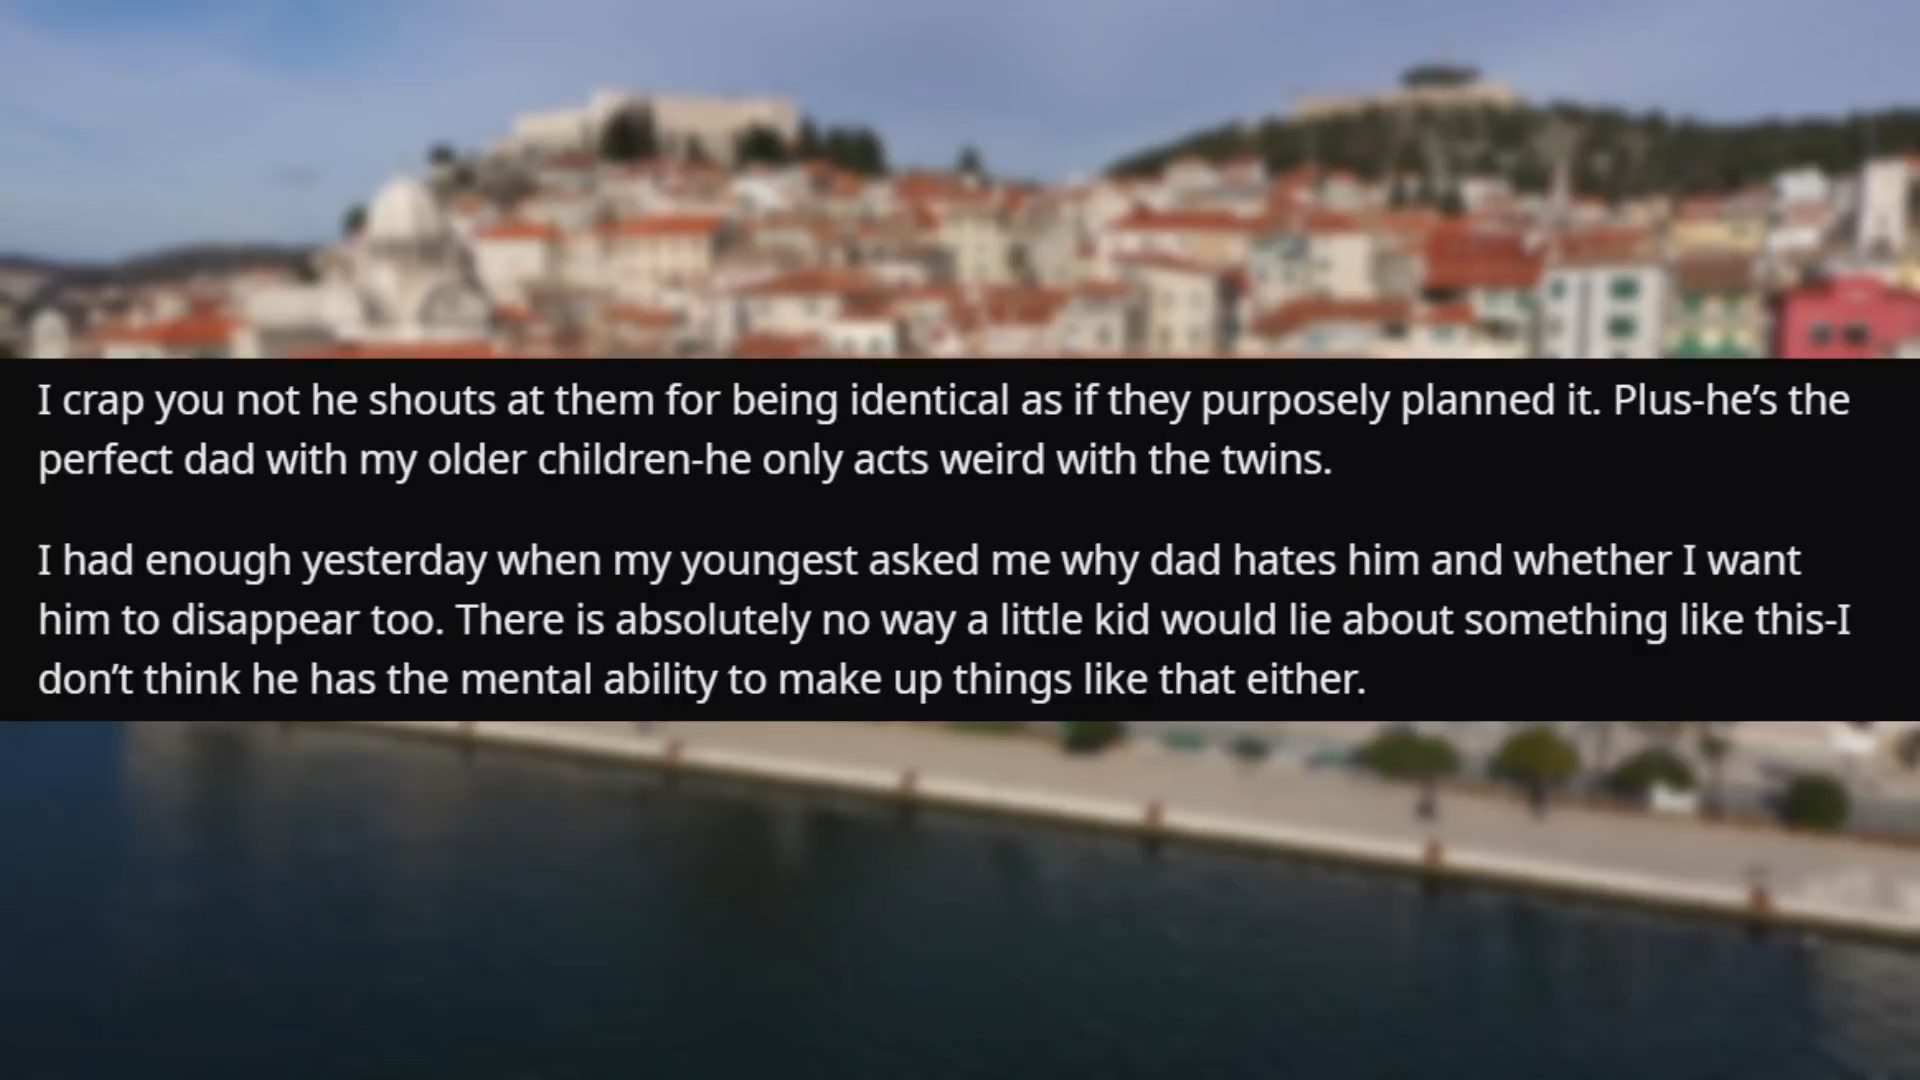 I crap you not he shouts at them for being identical as if they purposely planned it. Plus-he’s the
perfect dad with my older children-he only acts weird with the twins.
I had enough yesterday when my youngest asked me why dad hates him and whether I want
him to disappear too. There is absolutely no way a little kid would lie about something like this-I
don’t think he has the mental ability to make up things like that either.